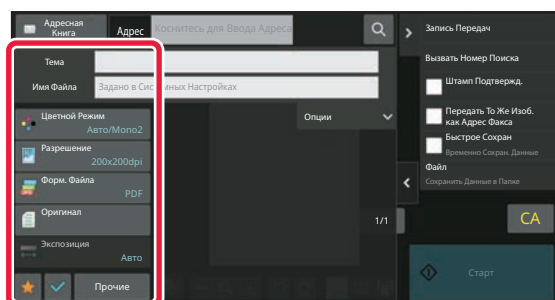 Адресная
Книга
Адрес
Коснитесь для Ввода Адреса
Тема
Имя Файла
Задано в Системных Настройках
Цветной Режим
Авто/Mono2
Разрешение
200x200dpi
Форм. Файла
PDF
Оригинал
Экспозиция
Авто
Прочие
Опции
1/1
Запись Передач
Вызвать Номер Поиска
Штамп Подтвержд.
Передать То Же Изоб.
как Адрес Факса
Быстрое Сохран
Временно Сохран. Данные
Файл
Сохранить Данные в Папке
CA
Старт